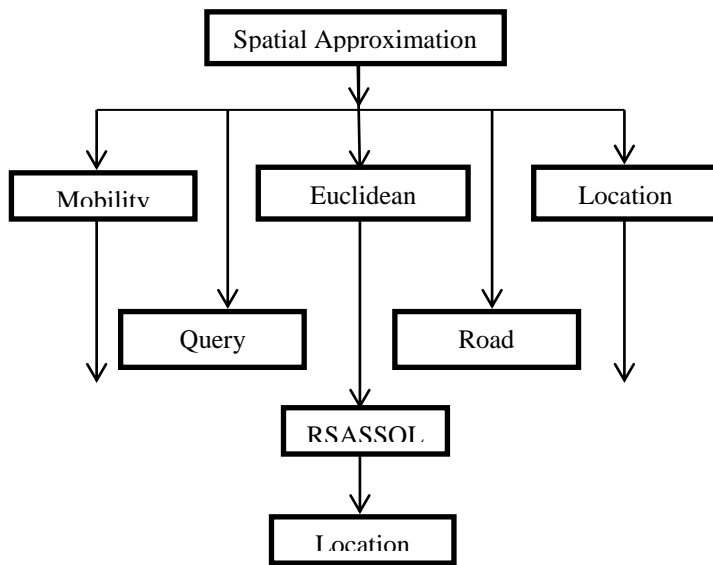 Spatial Approximation
Mobility
Euclidean
Location
Query
Road
RSASSOL
Location